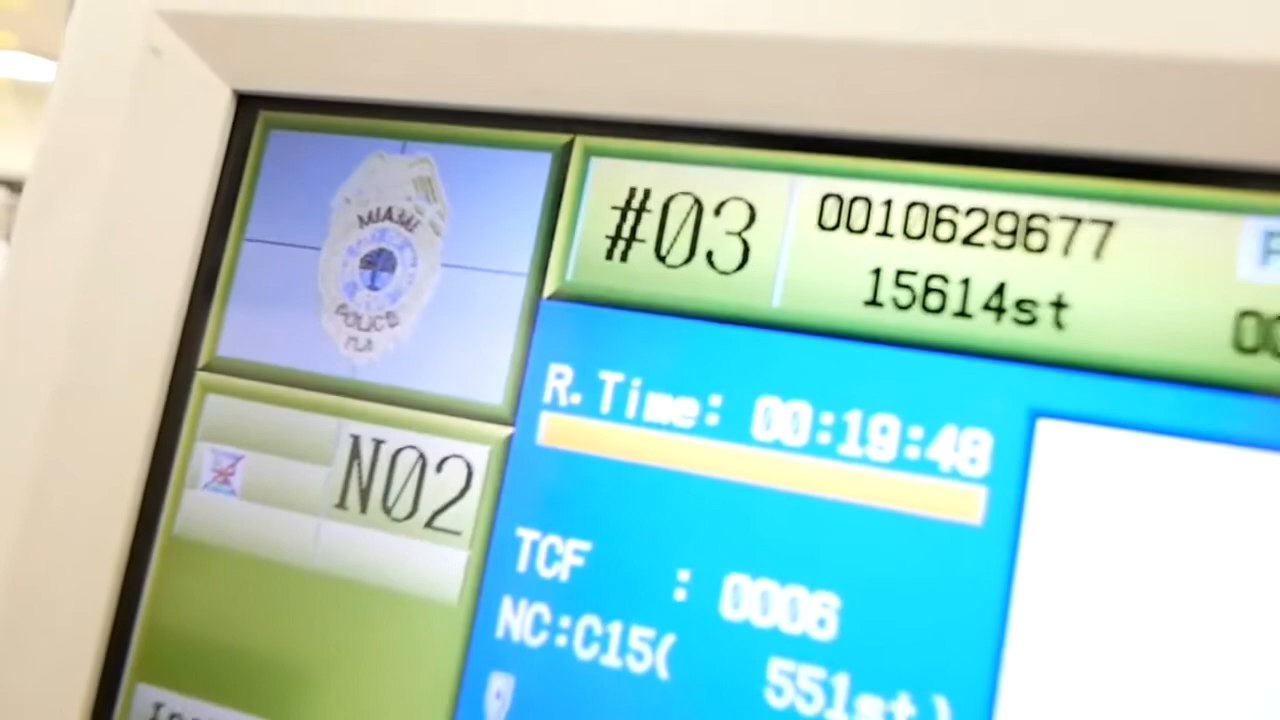 MIAMI
POLICE
FLA
#03
0010629677
15614st
N02
R.Time: 00:19:48
TCF : 0006
NC:C15( 551st)